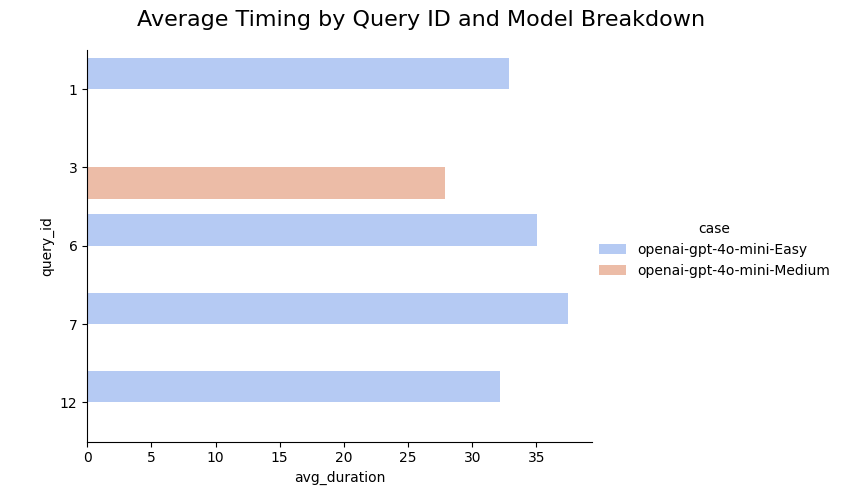 Average Timing by Query ID and Model Breakdown
query_id
1
3
6
7
12
0 5 10 15 20 25 30 35
avg_duration
case
openai-gpt-4o-mini-Easy
openai-gpt-4o-mini-Medium